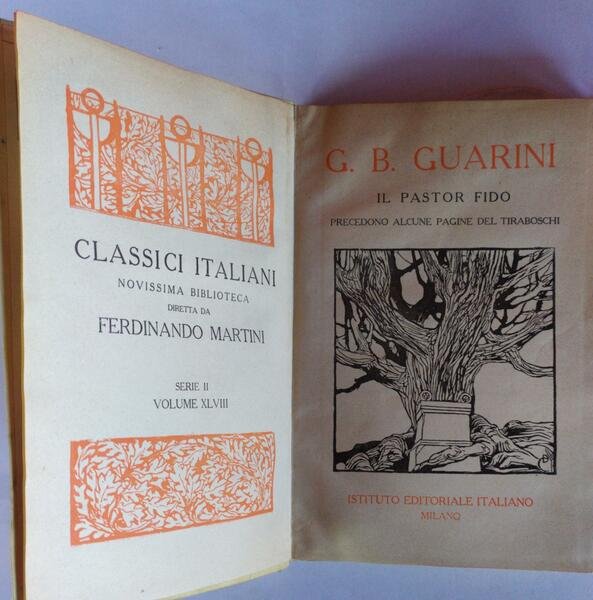 CLASSICI ITALIANI
NOVISSIMA BIBLIOTECA
DIRETTA DA
FERDINANDO MARTINI
SERIE II
VOLUME XLVIII
G. B. GUARINI
IL PASTOR FIDO
PRECEDONO ALCUNE PAGINE DEL TIRABOSCHI
ISTITUTO EDITORIALE ITALIANO
MILANO